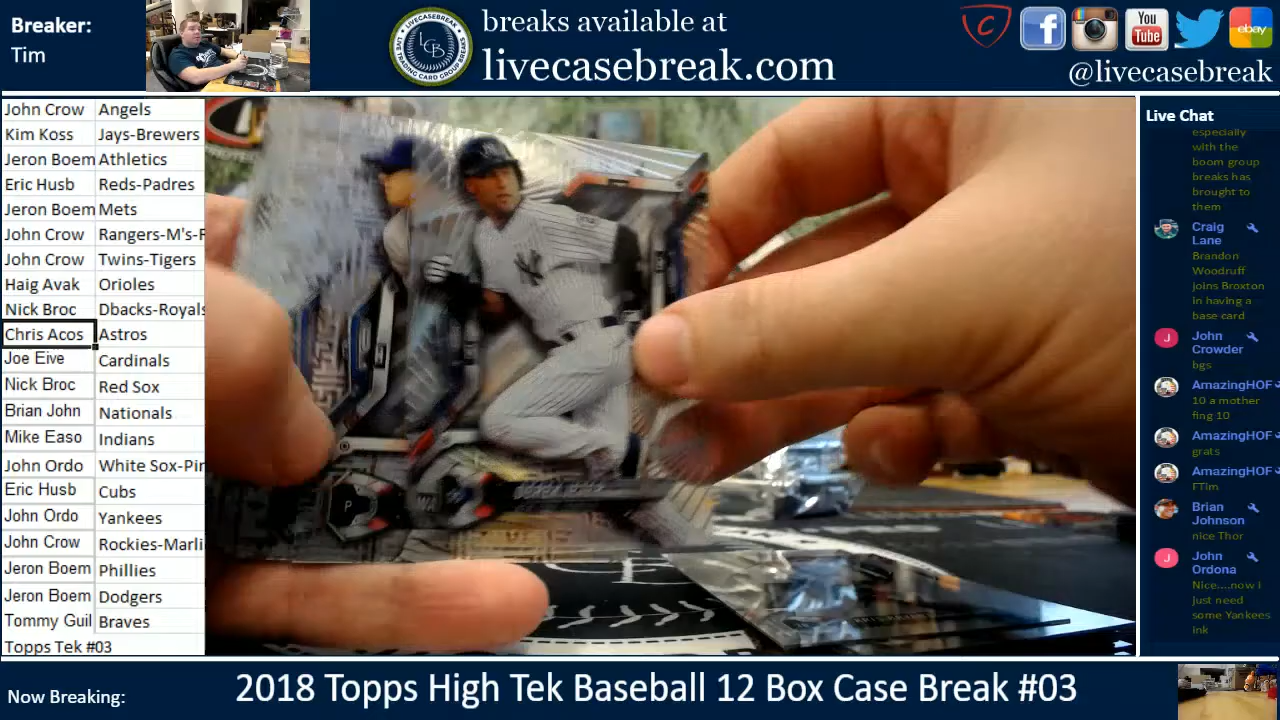 Breaker:
Tim
LIVECASEBREAK
LCB
breaks available at
livecasebreak.com
You
Tube
ebay
@livecasebreak
John Crow Angels
Kim Koss Jays-Brewers
Jeron Boem Athletics
Eric Husb Reds-Padres
Jeron Boem Mets
John Crow Rangers-M's-R
John Crow Twins-Tigers
Haig Avak Orioles
Nick Broc Dbacks-Royals
Chris Acos Astros
Joe Eive Cardinals
Nick Broc Red Sox
Brian John Nationals
Mike Easo Indians
John Ordo White Sox-Pir
Eric Husb Cubs
John Ordo Yankees
John Crow Rockies-Marli
Jeron Boem Phillies
Jeron Boem Dodgers
Tommy Guil Braves
Topps Tek #03
Live Chat
especially
with the
boom group
breaks has
brought to
them
Craig
Lane
Brandon
Woodruff
joins Broxton
in having a
base card
J
John
Crowder
bgs
AmazingHOF
10 a mother
fing 10
AmazingHOF
grats
AmazingHOF
FTim
Brian
Johnson
nice Thor
J
John
Ordona
Nice....now i
just need
some Yankees
ink
Now Breaking:
2018 Topps High Tek Baseball 12 Box Case Break #03